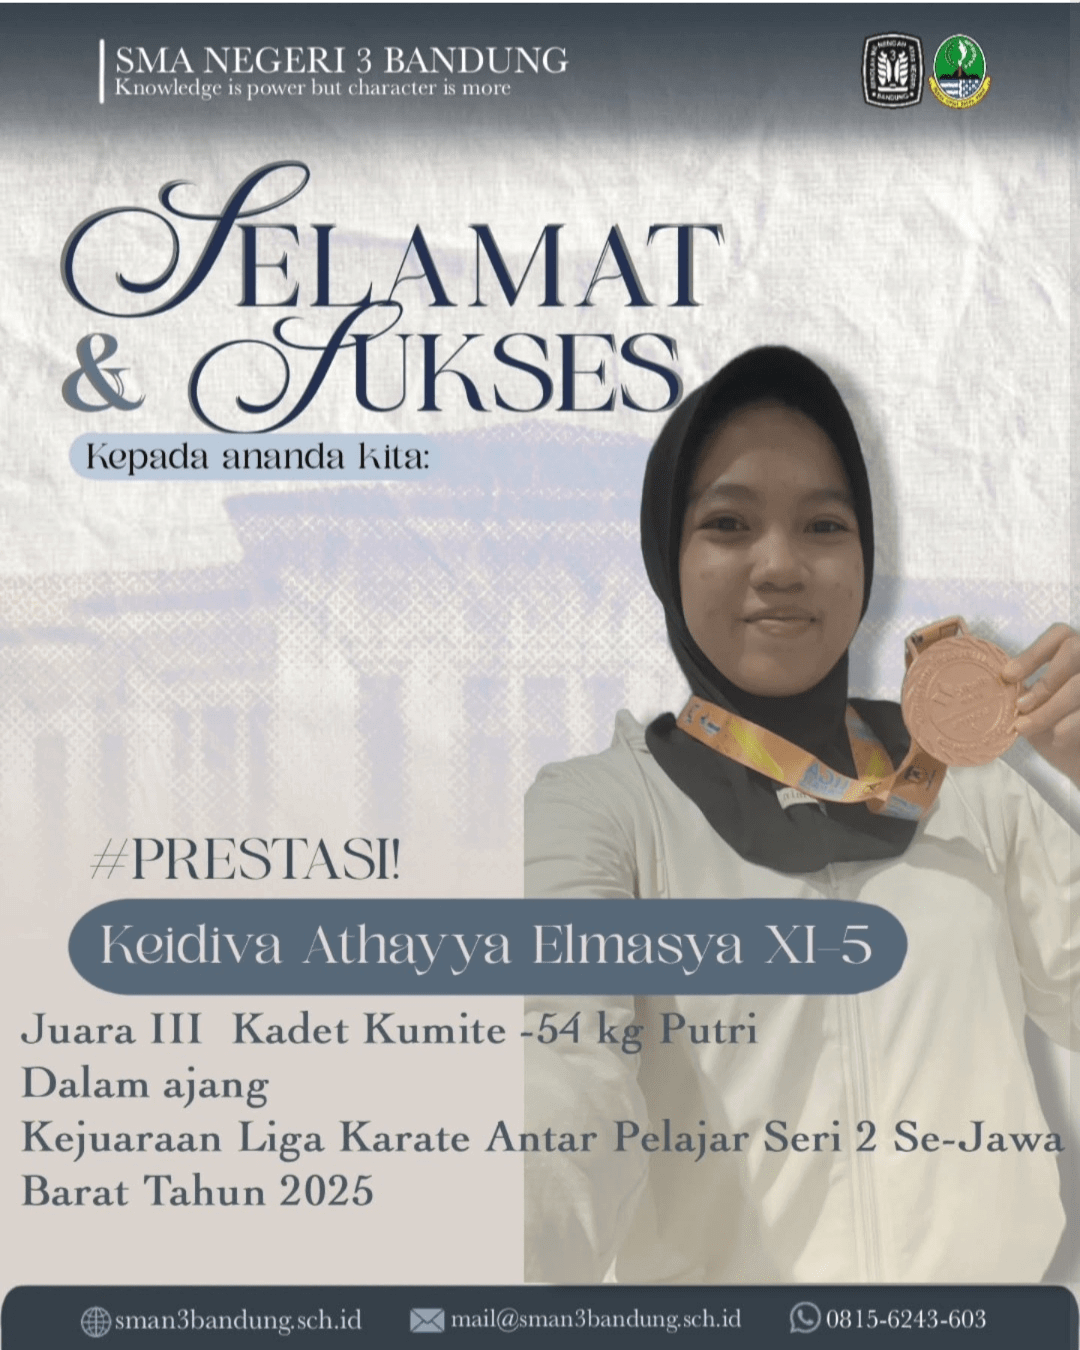 SMA NEGERI 3 BANDUNG
Knowledge is power but character is more
SELAMAT
& SUKSES
Kepada ananda kita:
#PRESTASI!
Keidiva Athayya Elmasya XI-5
Juara III Kadet Kumite -54 kg Putri
Dalam ajang
Kejuaraan Liga Karate Antar Pelajar Seri 2 Se-Jawa
Barat Tahun 2025
sman3bandung.sch.id
mail@sman3bandung.sch.id
0815-6243-603